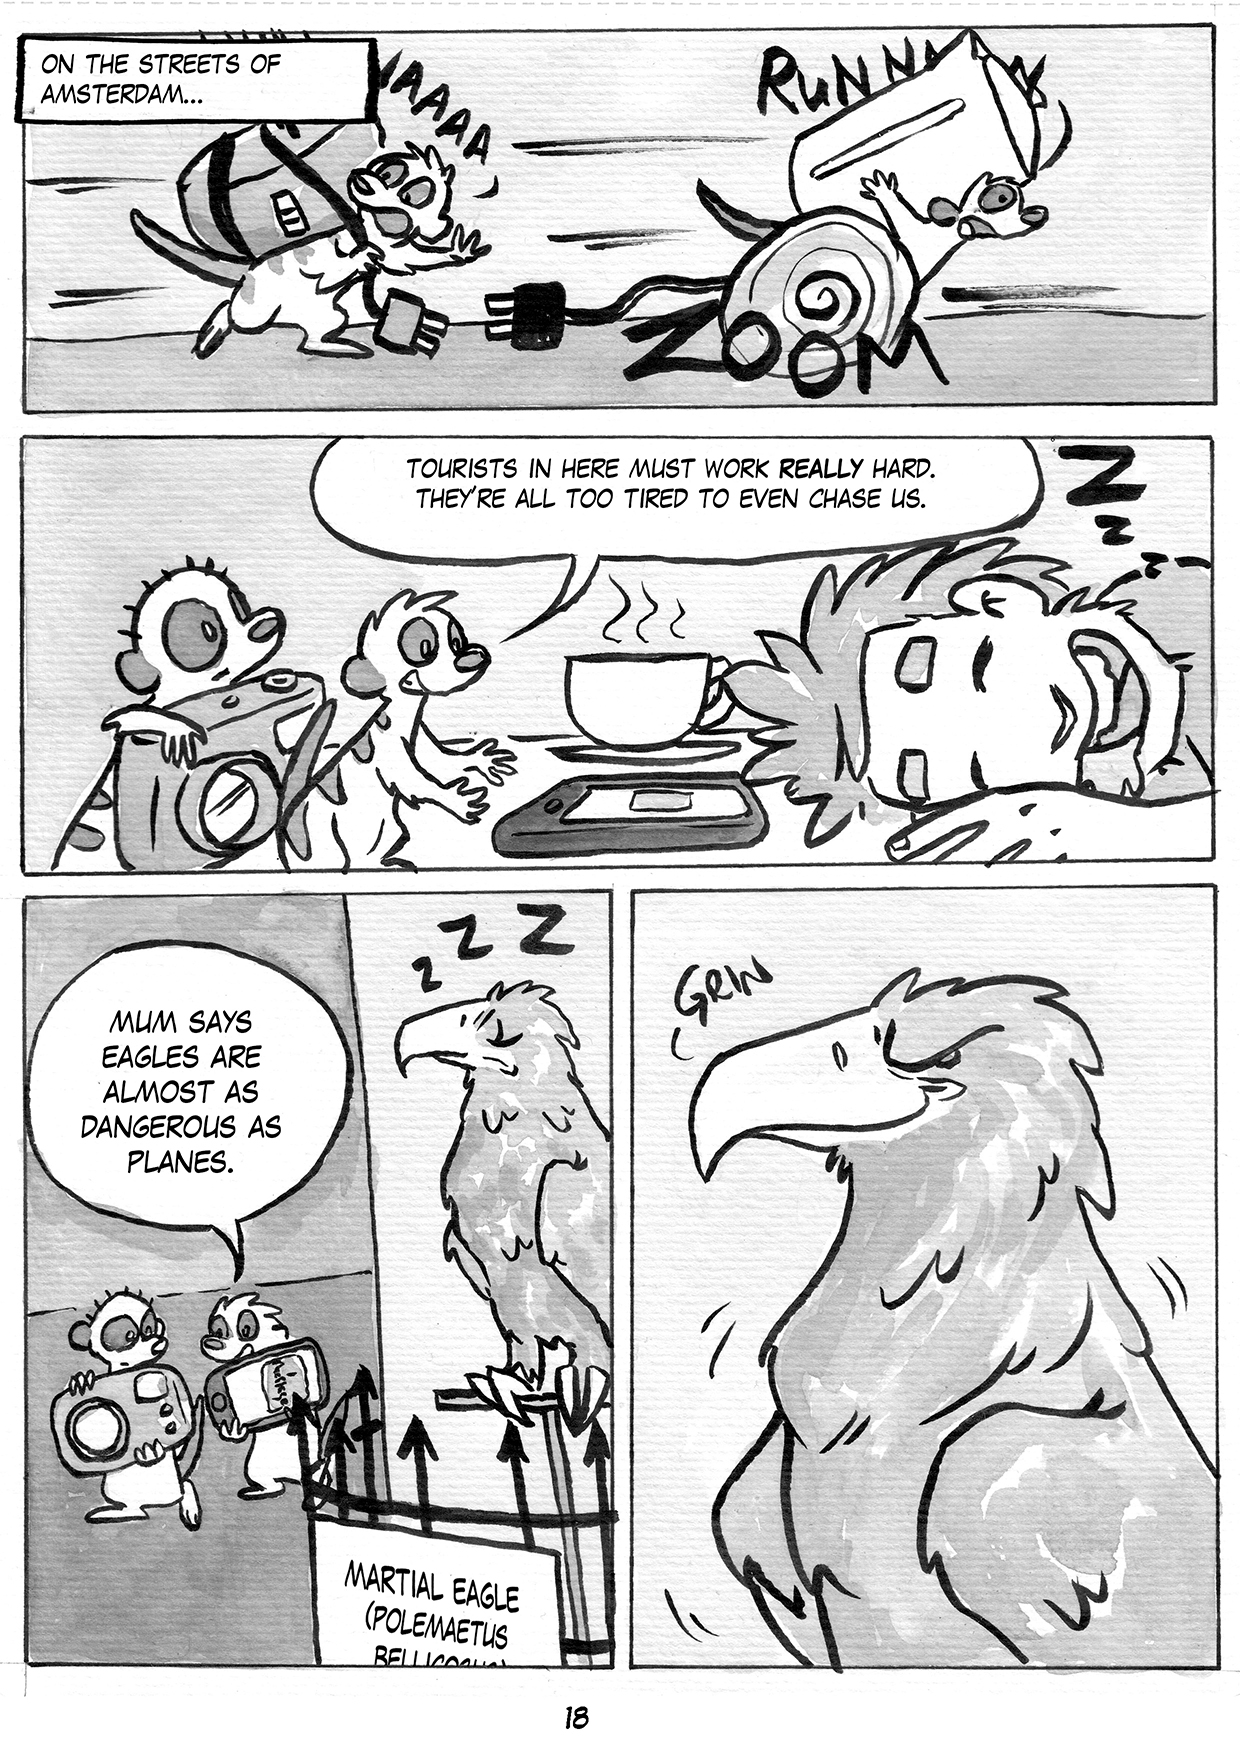 ON THE STREETS OF
AMSTERDAM...
AAAA
ZOOM
TOURISTS IN HERE MUST WORK REALLY HARD.
THEY'RE ALL TOO TIRED TO EVEN CHASE US.
Z
Z
Z
Z Z Z
MUM SAYS
EAGLES ARE
ALMOST AS
DANGEROUS AS
PLANES.
MARTIAL EAGLE
(POLEMAETUS
BELLICOSUS)
GRIN
18